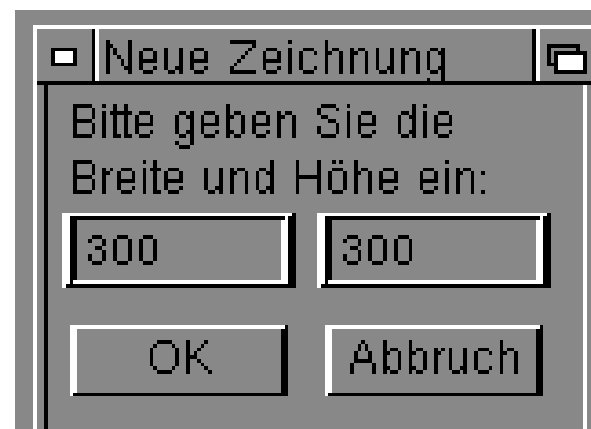 Neue Zeichnung
Bitte geben Sie die
Breite und Höhe ein:
300 300
OK Abbruch